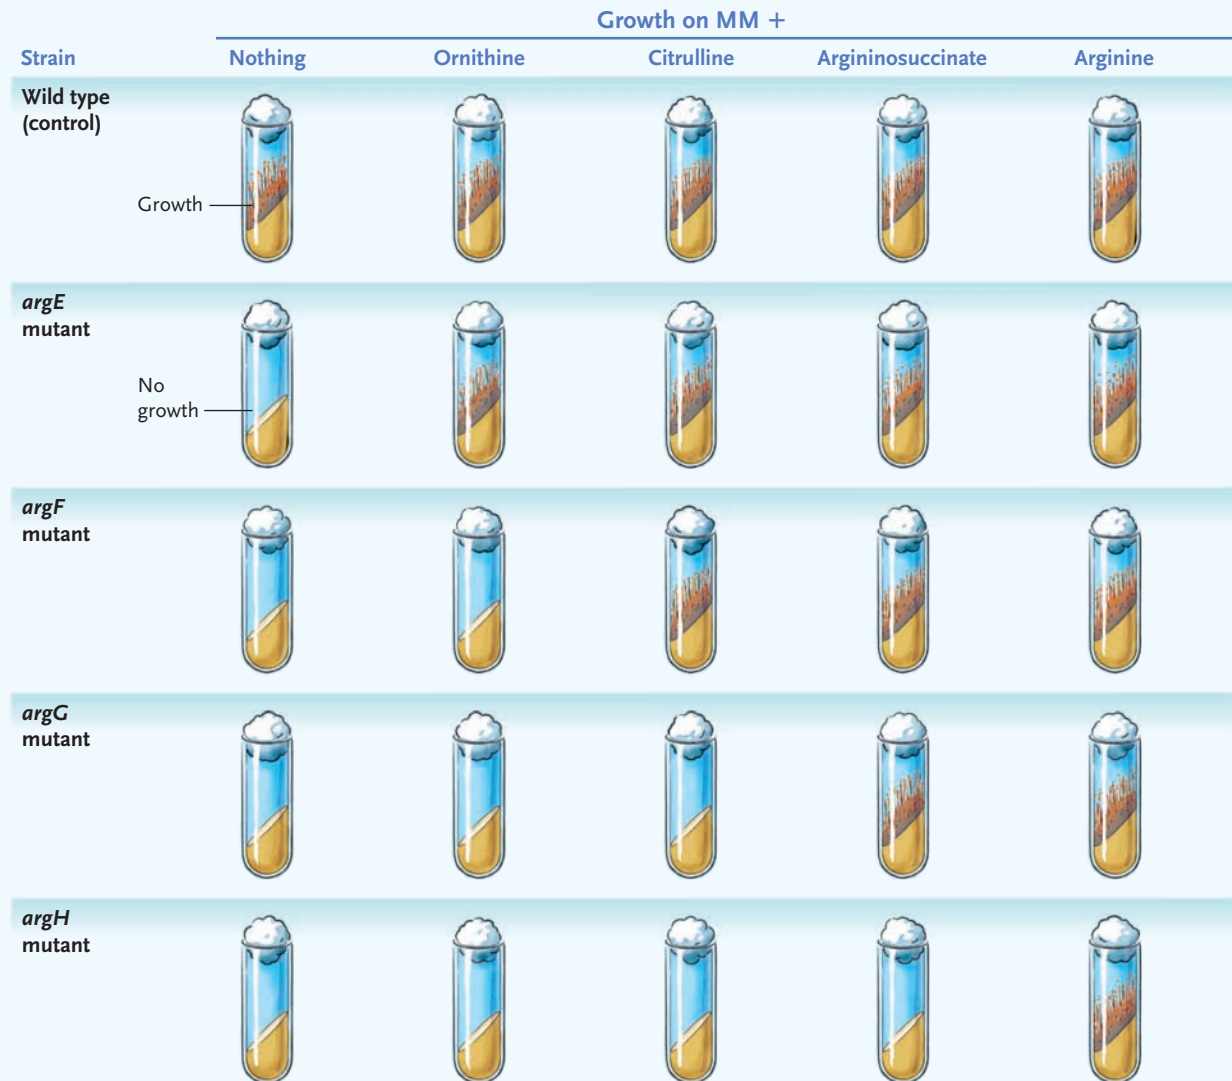 Growth on MM +
Strain
Nothing
Ornithine
Citrulline
Argininosuccinate
Arginine
Wild type
(control)
Growth
argE
mutant
No
growth
argF
mutant
argG
mutant
argH
mutant